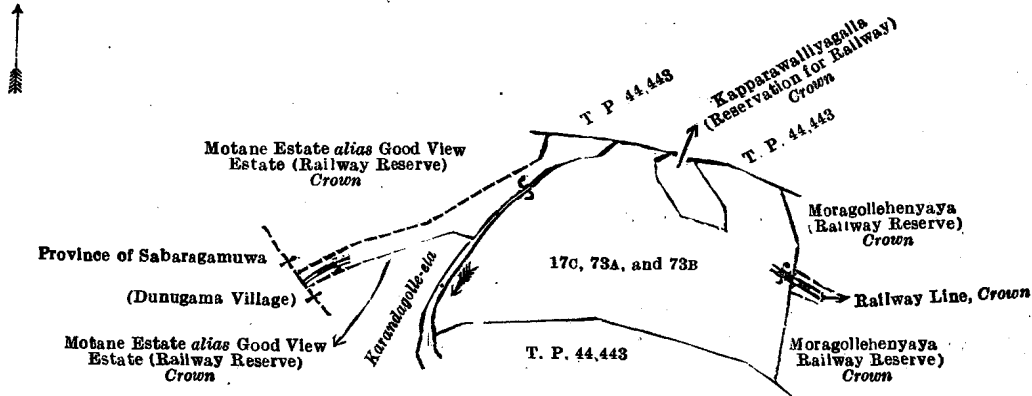 Kapparawalliyagalla
(Reservation for Railway)
Crown
T P 44,443
T. P. 44,443
Motane Estate alias Good View
Estate (Railway Reserve)
Crown
Moragollehenyaya
(Railway Reserve)
Crown
Province of Sabaragamuwa
(Dunugama Village)
Karandagolle-ela
17C, 73A, and 73B
Railway Line, Crown
Motane Estate alias Good View
Estate (Railway Reserve)
Crown
T. P. 44,443
Moragollehenyaya
Railway Reserve)
Crown